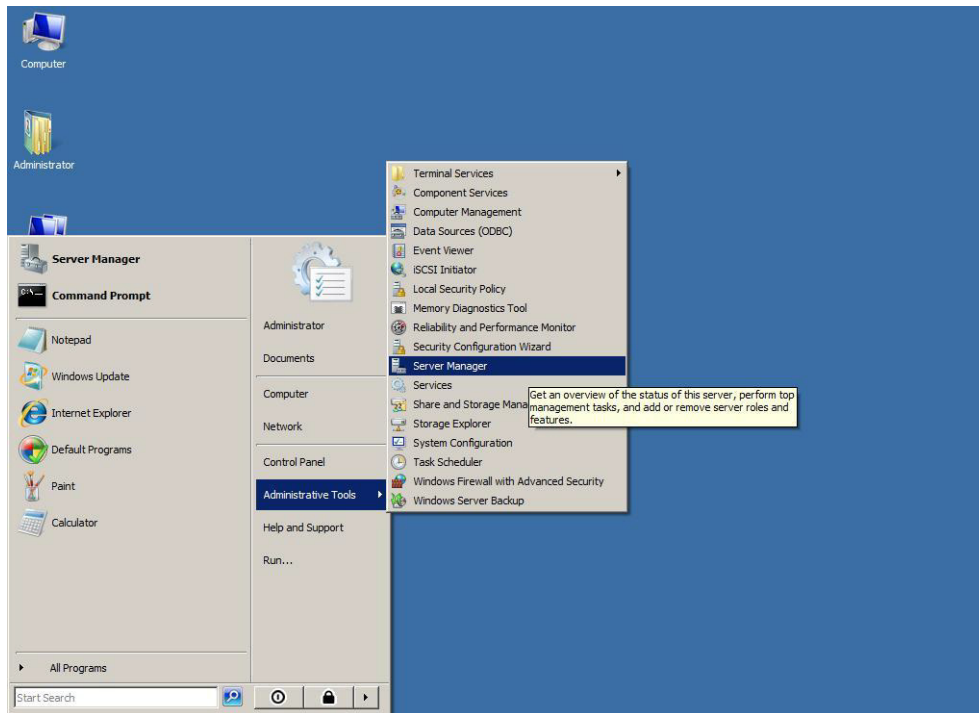 Computer
Administrator
Server Manager
Command Prompt
Notepad
Windows Update
Internet Explorer
Default Programs
Paint
Calculator
All Programs
Start Search
Administrator
Documents
Computer
Network
Control Panel
Administrative Tools
Help and Support
Run...
Terminal Services
Component Services
Computer Management
Data Sources (ODBC)
Event Viewer
iSCSI Initiator
Local Security Policy
Memory Diagnostics Tool
Reliability and Performance Monitor
Security Configuration Wizard
Server Manager
Services
Share and Storage Mana
Storage Explorer
System Configuration
Task Scheduler
Windows Firewall with Advanced Security
Windows Server Backup
Get an overview of the status of this server, perform top
management tasks, and add or remove server roles and
features.